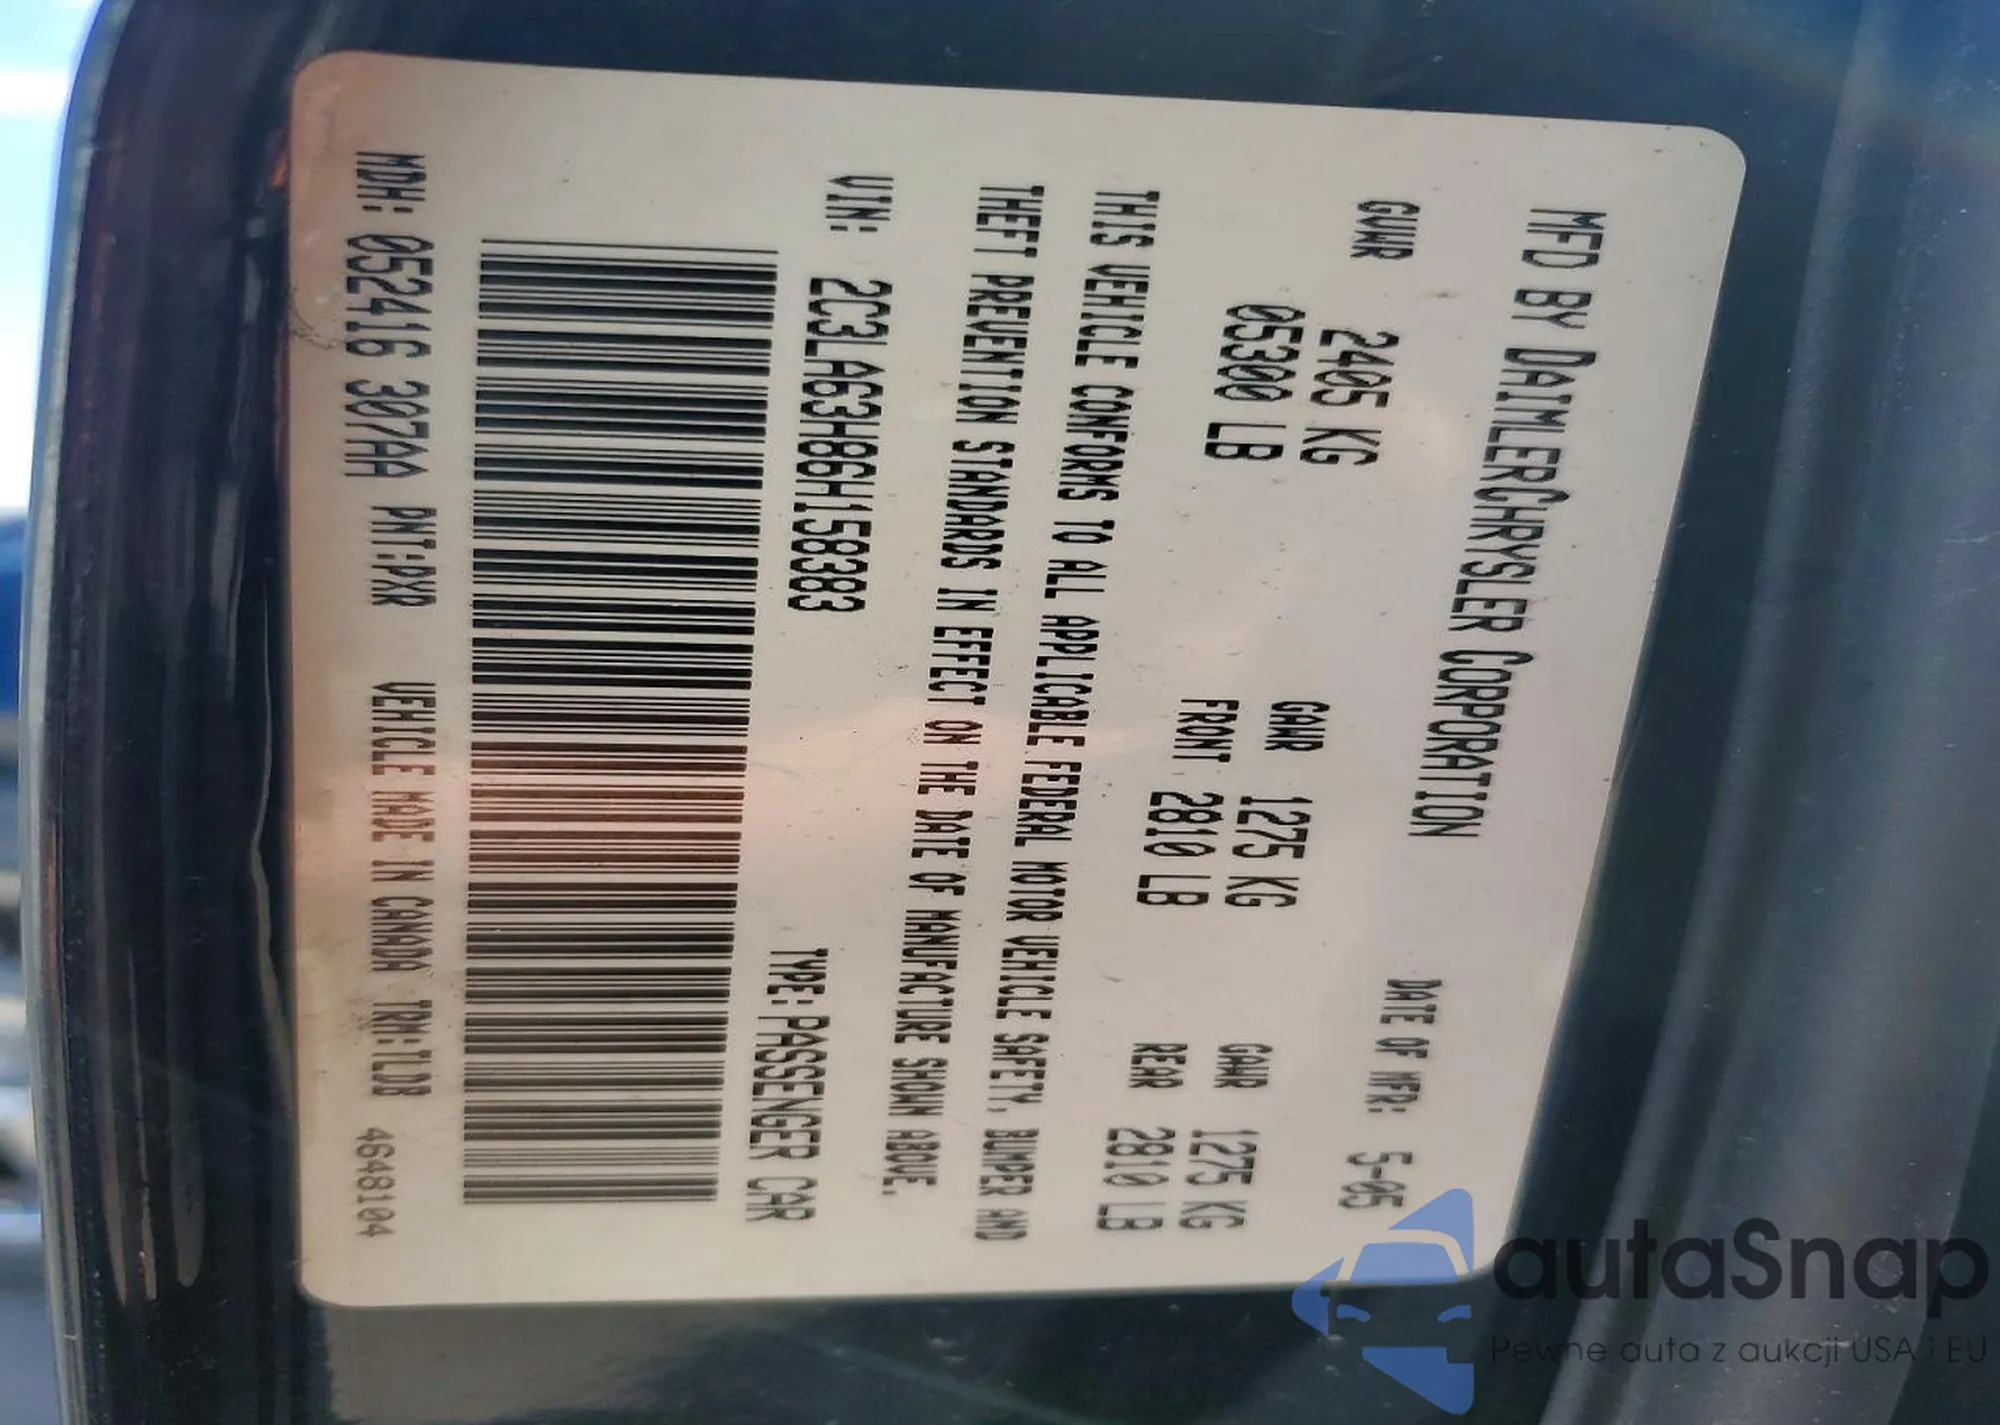 MFD BY DAIMLERCHRYSLER CORPORATION DATE OF MFR: 5-05
GVWR 2405 KG GAWR 1275 KG GAWR 1275 KG
05300 LB FRONT 2810 LB REAR 2810 LB
THIS VEHICLE CONFORMS TO ALL APPLICABLE FEDERAL MOTOR VEHICLE SAFETY, BUMPER AND
THEFT PREVENTION STANDARDS IN EFFECT ON THE DATE OF MANUFACTURE SHOWN ABOVE.
VIN: 2C3LA63H86H158383 TYPE: PASSENGER CAR
MDH: 052416 307AA PNT:PXR VEHICLE MADE IN CANADA TRM:TLDB 4648104
autaSnap
Pewne auta z aukcji USA i EU